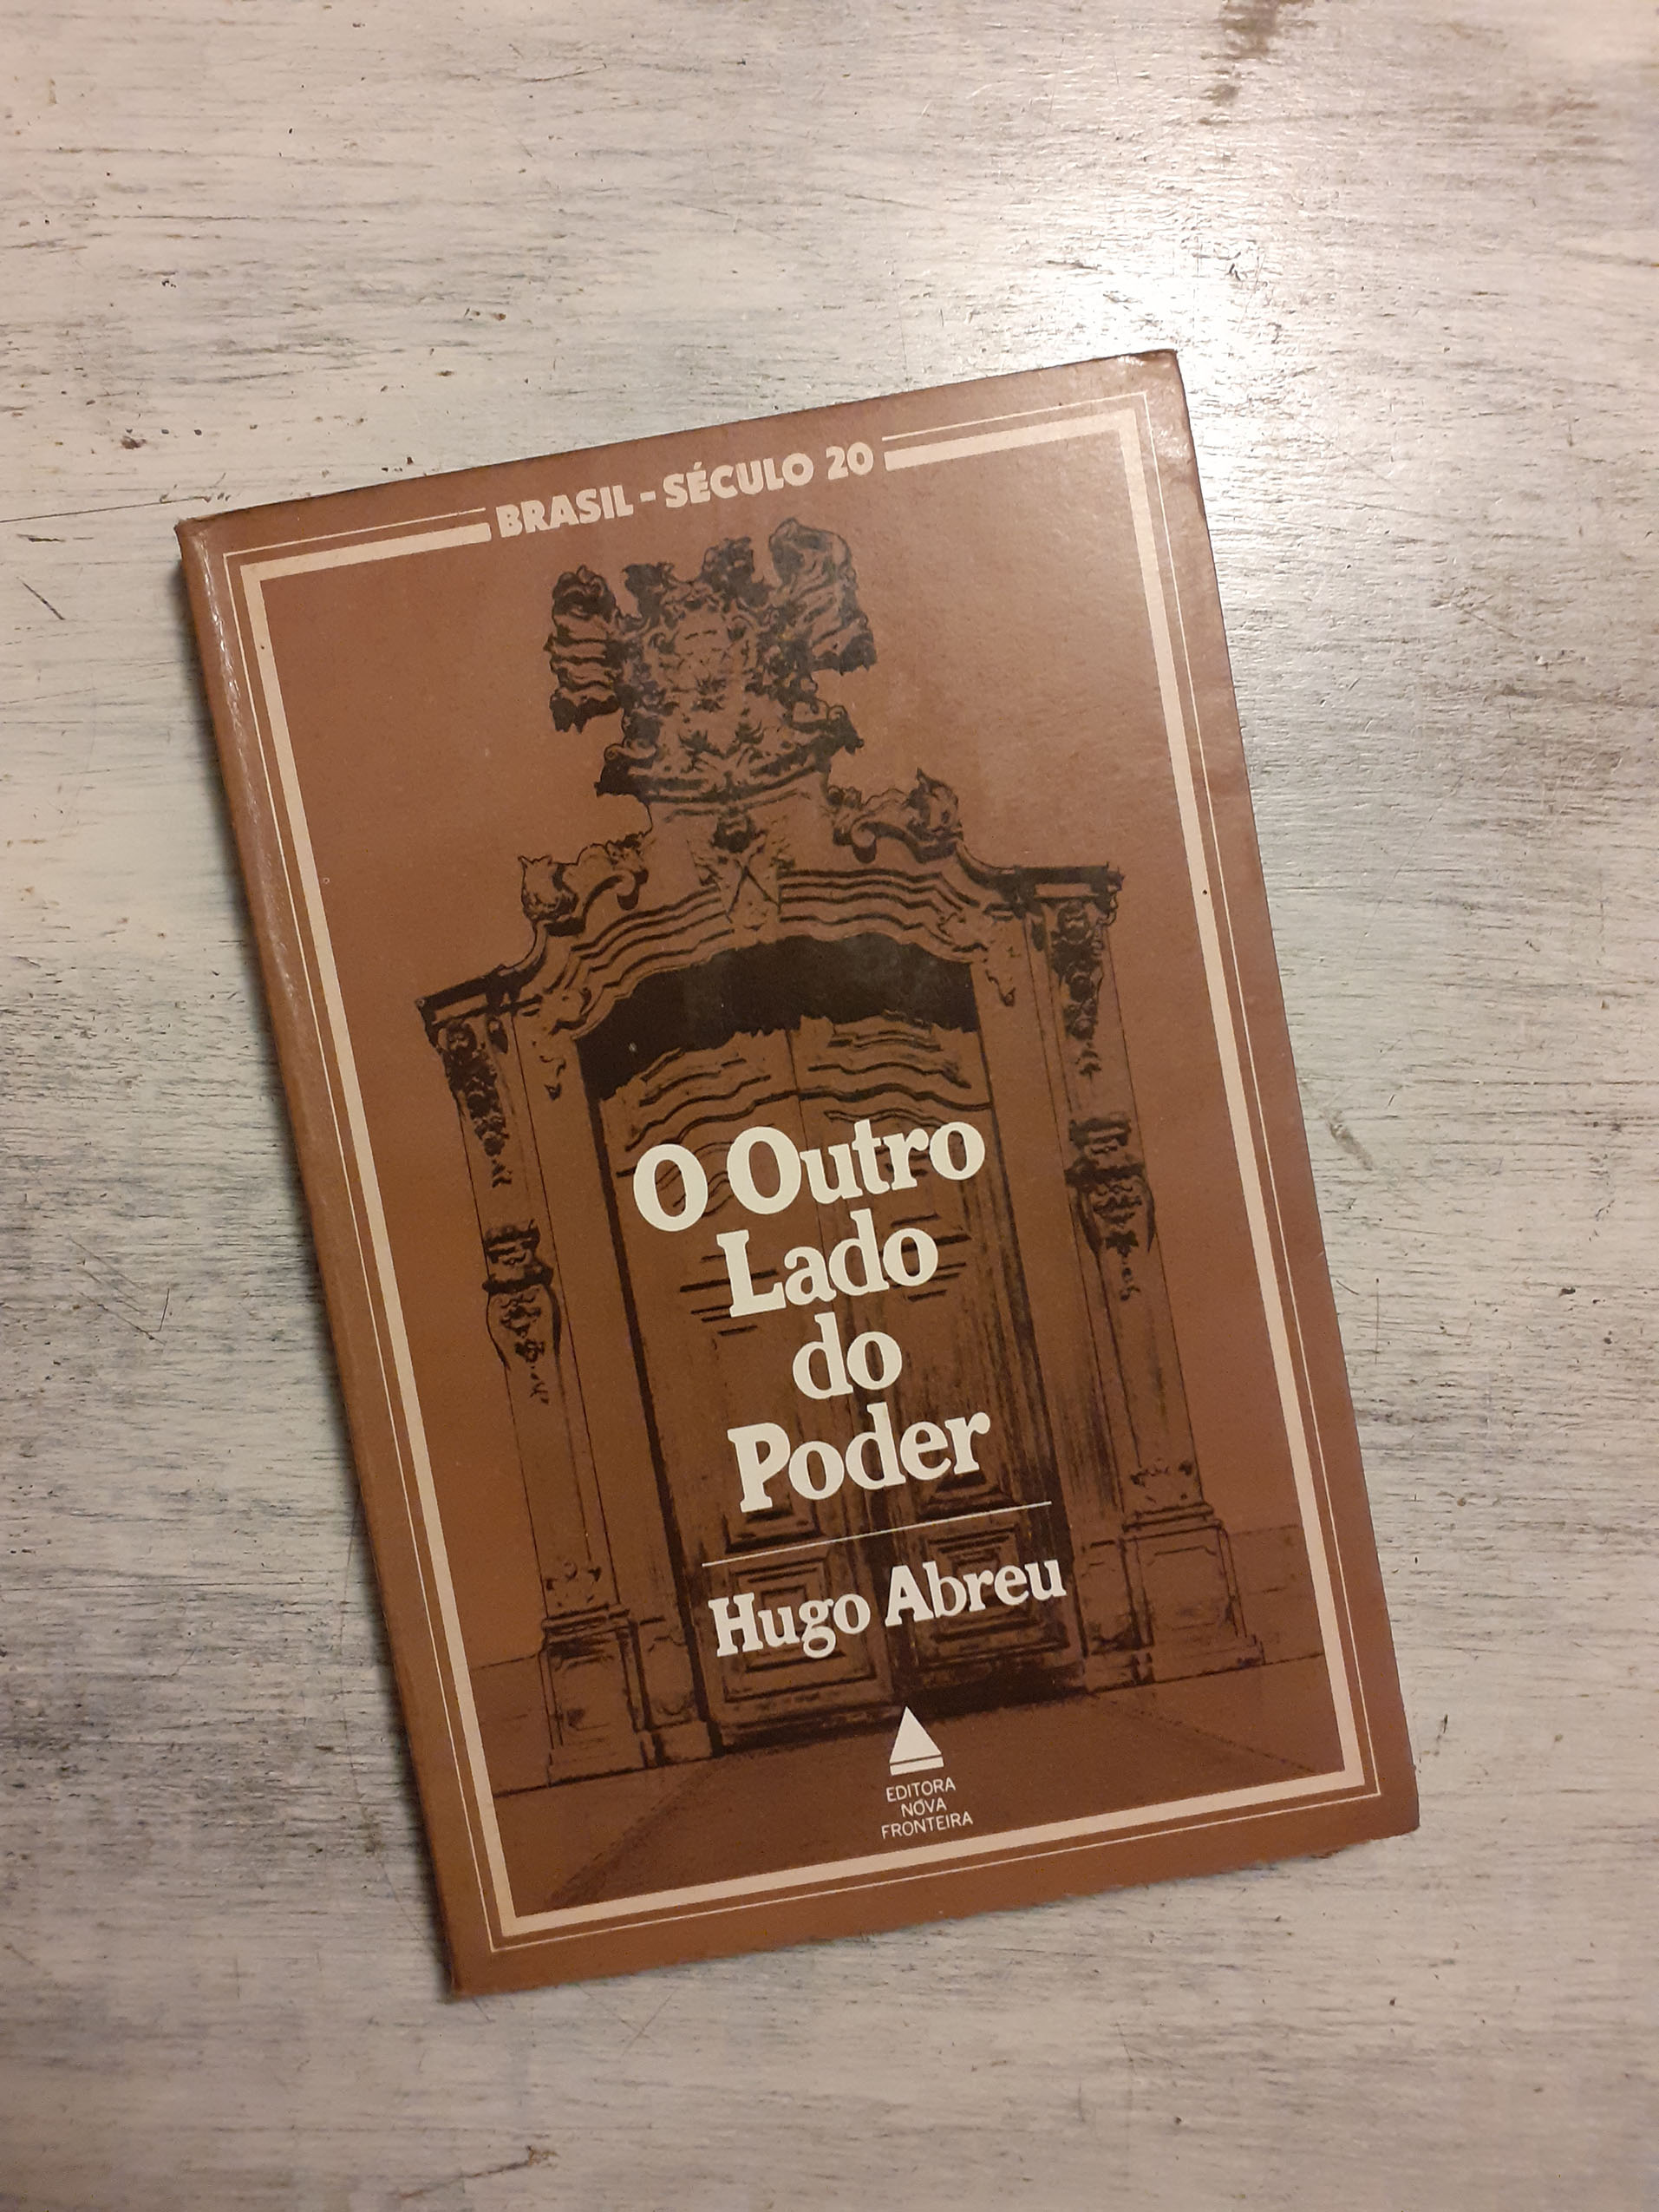 BRASIL - SÉCULO 20
O Outro
Lado
do
Poder
Hugo Abreu
EDITORA
NOVA
FRONTEIRA